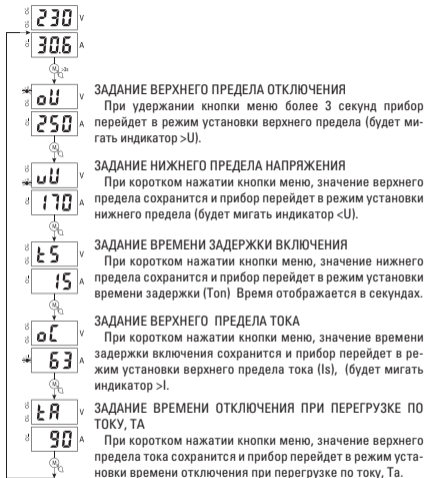 230 V
30.6 A
M >3s
oU V
ЗАДАНИЕ ВЕРХНЕГО ПРЕДЕЛА ОТКЛЮЧЕНИЯ
При удержании кнопки меню более 3 секунд прибор
250 A
перейдет в режим установки верхнего предела (будет ми-
гать индикатор >U).
M
ЗАДАНИЕ НИЖНЕГО ПРЕДЕЛА НАПРЯЖЕНИЯ
uU V
При коротком нажатии кнопки меню, значение верхнего
170 A
предела сохранится и прибор перейдет в режим установки
нижнего предела (будет мигать индикатор <U).
M
ЗАДАНИЕ ВРЕМЕНИ ЗАДЕРЖКИ ВКЛЮЧЕНИЯ
tS V
При коротком нажатии кнопки меню, значение нижнего
15 A
предела сохранится и прибор перейдет в режим установки
времени задержки (Ton) Время отображается в секундах.
M
ЗАДАНИЕ ВЕРХНЕГО ПРЕДЕЛА ТОКА
oC V
При коротком нажатии кнопки меню, значение времени
63 A
задержки включения сохранится и прибор перейдет в ре-
жим установки верхнего предела тока (Is), (будет мигать
индикатор >I.
M
tA V
ЗАДАНИЕ ВРЕМЕНИ ОТКЛЮЧЕНИЯ ПРИ ПЕРЕГРУЗКЕ ПО
ТОКУ, TA
90 A
При коротком нажатии кнопки меню, значение верхнего
предела тока сохранится и прибор перейдет в режим уста-
новки времени отключения при перегрузке по току, Та.
M